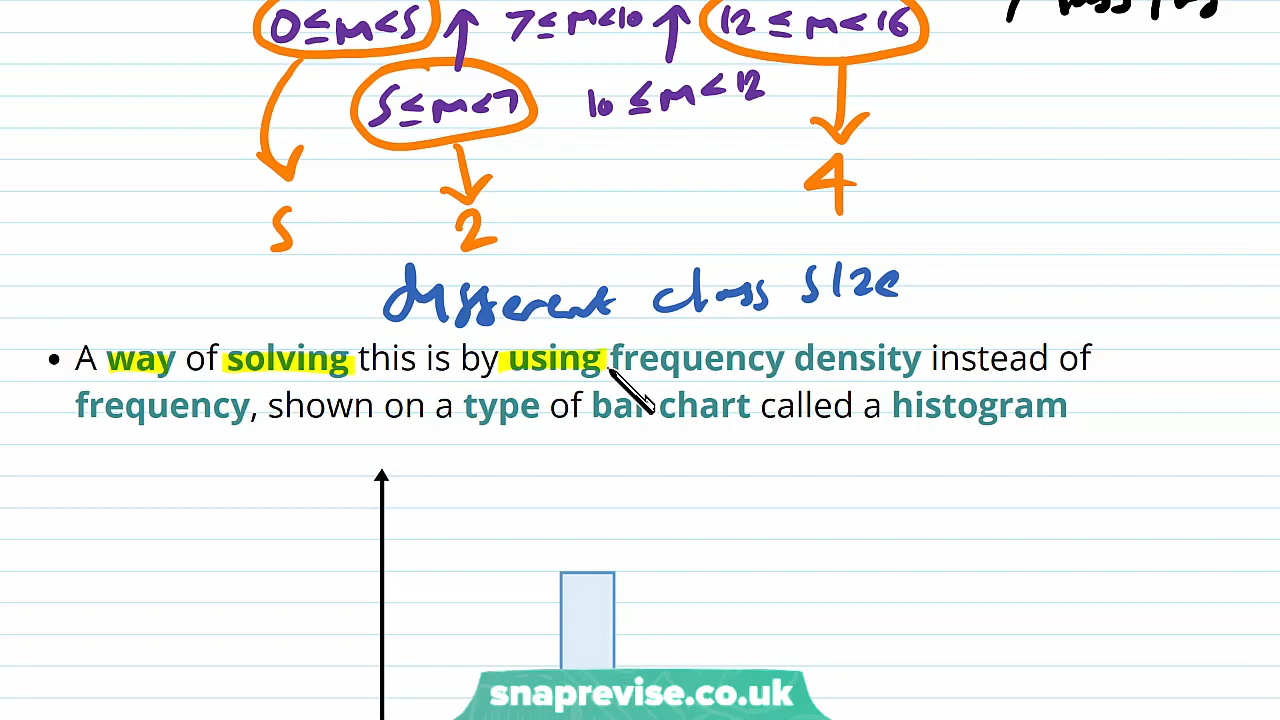 0≤m<5 7≤m<10 12≤m<16
5≤m<7 10≤m<12
5 2 4
different class size
• A way of solving this is by using frequency density instead of
frequency, shown on a type of bar chart called a histogram
snaprevise.co.uk